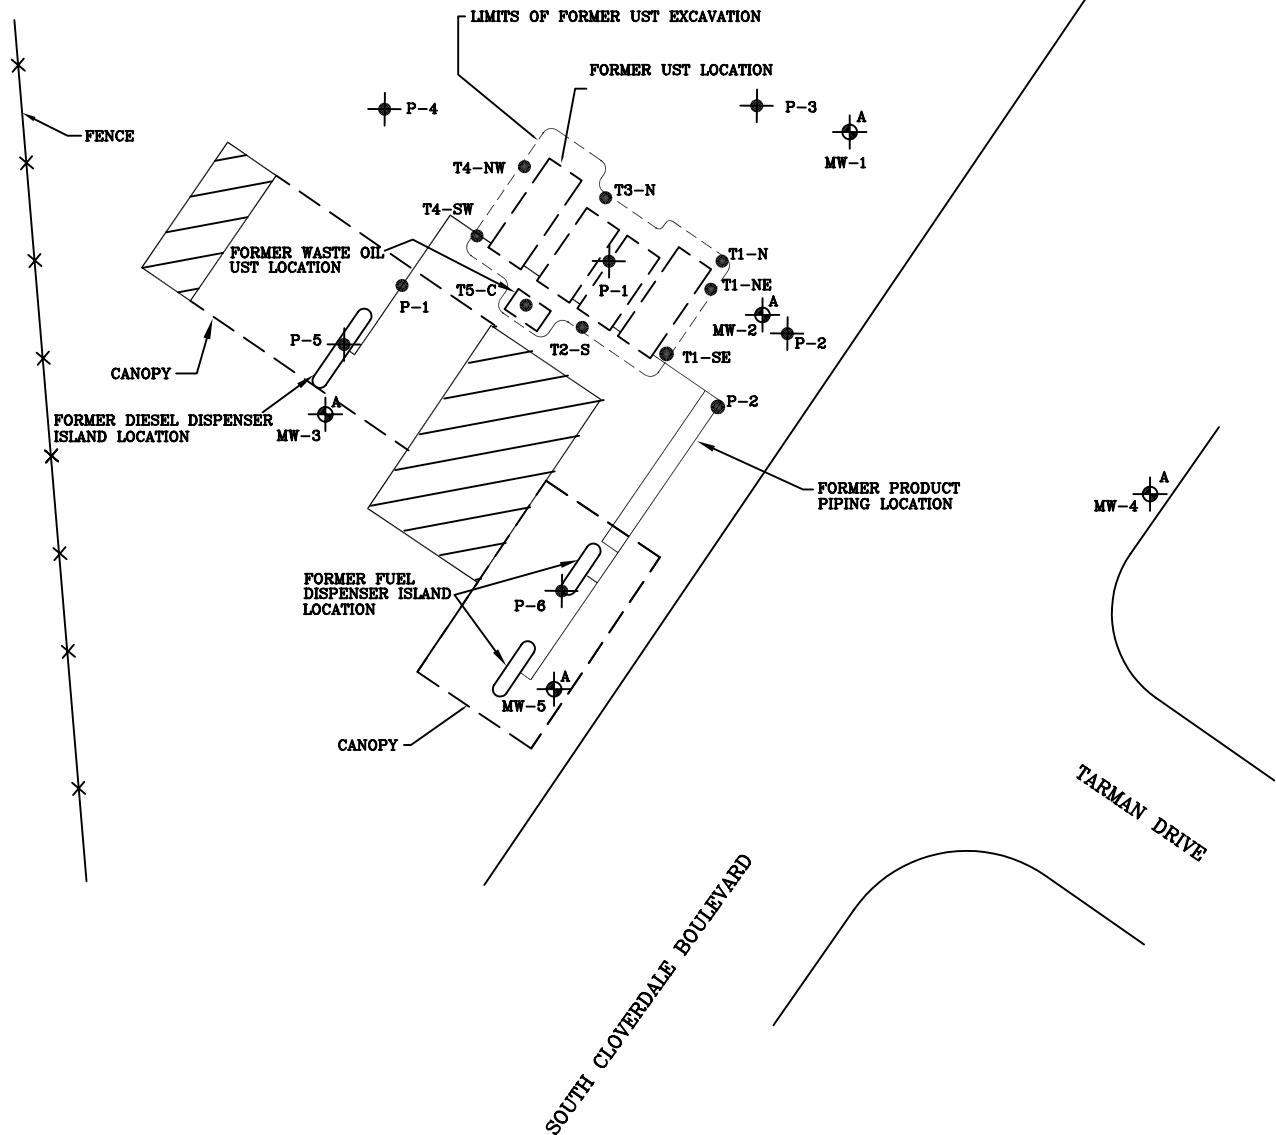 LIMITS OF FORMER UST EXCAVATION
FORMER UST LOCATION
P-4
P-3
A
MW-1
FENCE
T4-NW
T3-N
T4-SW
FORMER WASTE OIL
UST LOCATION
T1-N
P-1
T1-NE
T5-C
P-1
A
MW-2
P-2
P-5
T2-S
T1-SE
CANOPY
A
P-2
FORMER DIESEL DISPENSER
ISLAND LOCATION
MW-3
FORMER PRODUCT
PIPING LOCATION
A
MW-4
FORMER FUEL
DISPENSER ISLAND
LOCATION
P-6
A
MW-5
CANOPY
TARMAN DRIVE
SOUTH CLOVERDALE BOULEVARD